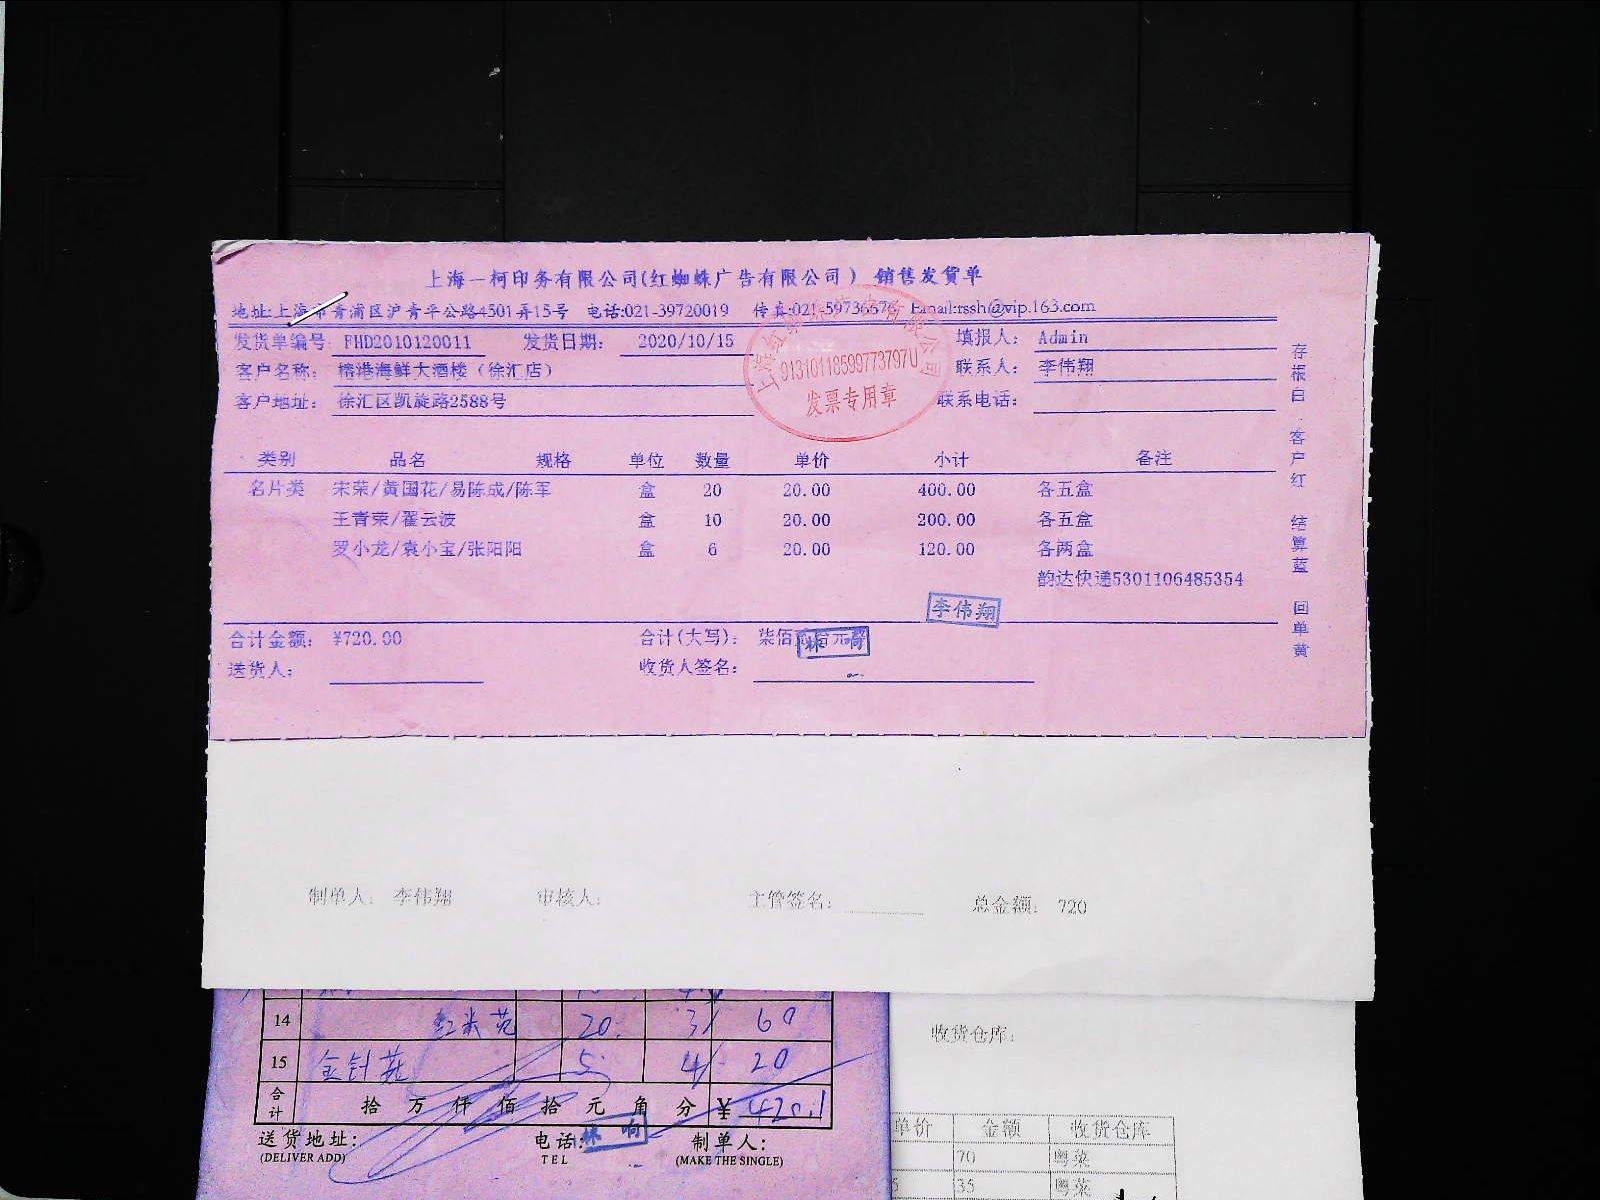 上海一柯印务有限公司(红蜘蛛广告有限公司) 销售发货单
地址:上海市青浦区沪青平公路4501弄15号 电话:021-39720019 传真:021-59736676 Email:rssh@vip.163.com
发货单编号 FHD2010120011 发货日期: 2020/10/15 填报人: Admin
客户名称: 榕港海鲜大酒楼(徐汇店) 联系人: 李伟翔
客户地址: 徐汇区凯旋路2588号 联系电话:
91310118599773797U
发票专用章
类别 品名 规格 单位 数量 单价 小计 备注
名片类 宋荣/黄国花/易陈成/陈军 盒 20 20.00 400.00 各五盒
王青荣/翟云波 盒 10 20.00 200.00 各五盒
罗小龙/袁小宝/张阳阳 盒 6 20.00 120.00 各两盒
韵达快递5301106485354
李伟翔
合计金额: ¥720.00 合计(大写): 柒佰
送货人: 收货人签名:
存根白 客户红 结算蓝 回单黄
制单人: 李伟翔 审核人: 主管签名: 总金额: 720
14 20 3/ 60
15 金针菇 5 4/ 20
合计 拾 万 仟 佰 拾 元 角 分 ¥
送货地址: 电话: 制单人:
(DELIVER ADD) TEL (MAKE THE SINGLE)
收货仓库:
单价 金额 收货仓库
70 粤菜
35 粤菜